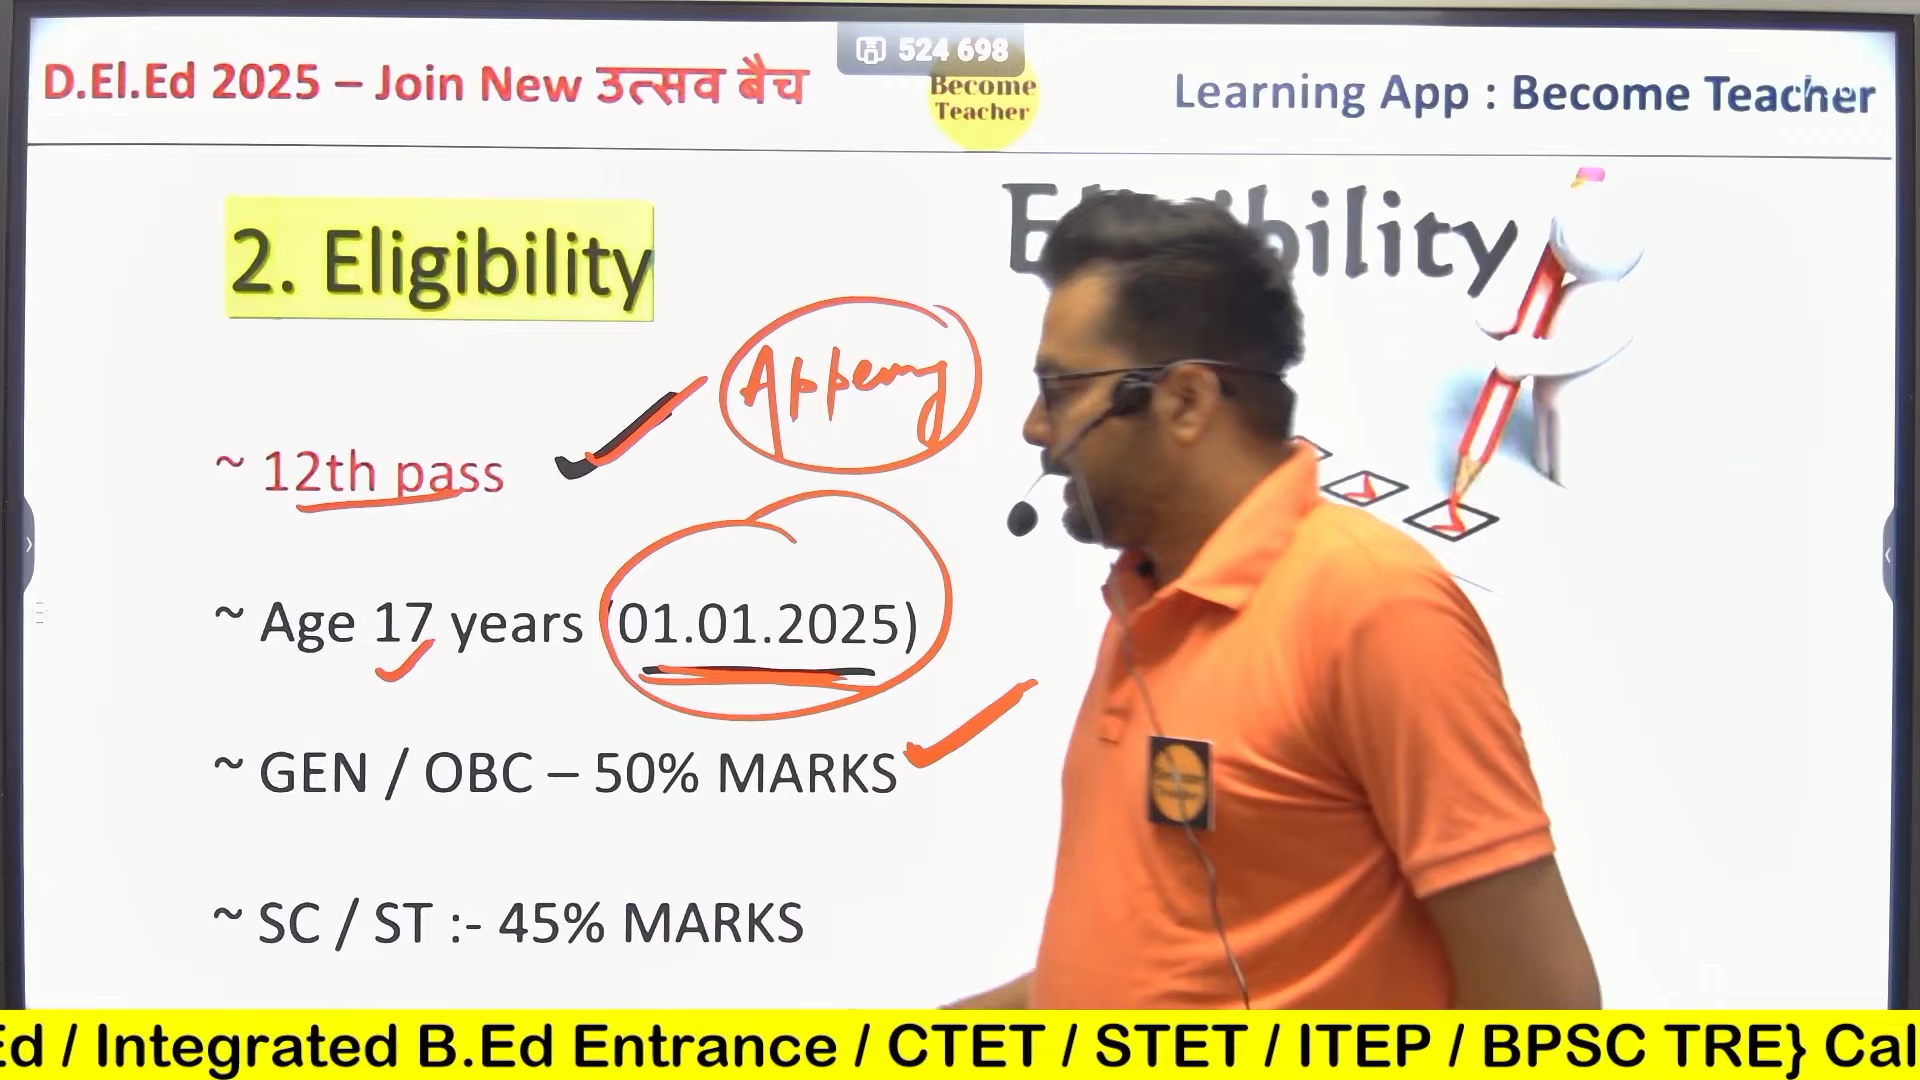 524 698
D.El.Ed 2025 – Join New उत्सव बैच
Become
Teacher
Learning App : Become Teacher
2. Eligibility
Eligibility
~ 12th pass
~ Age 17 years (01.01.2025)
~ GEN / OBC – 50% MARKS
~ SC / ST :- 45% MARKS
Ed / Integrated B.Ed Entrance / CTET / STET / ITEP / BPSC TRE} Cal